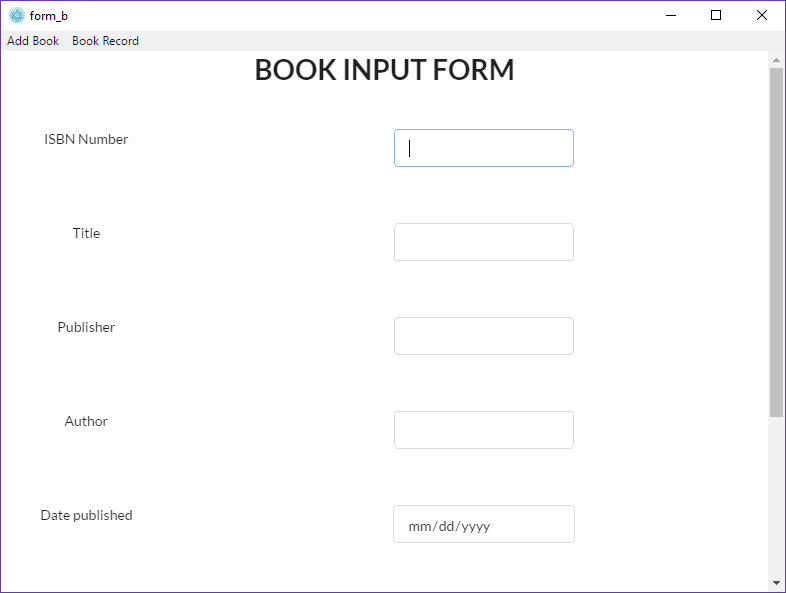 form_b
Add Book Book Record
BOOK INPUT FORM
ISBN Number
Title
Publisher
Author
Date published mm/dd/yyyy